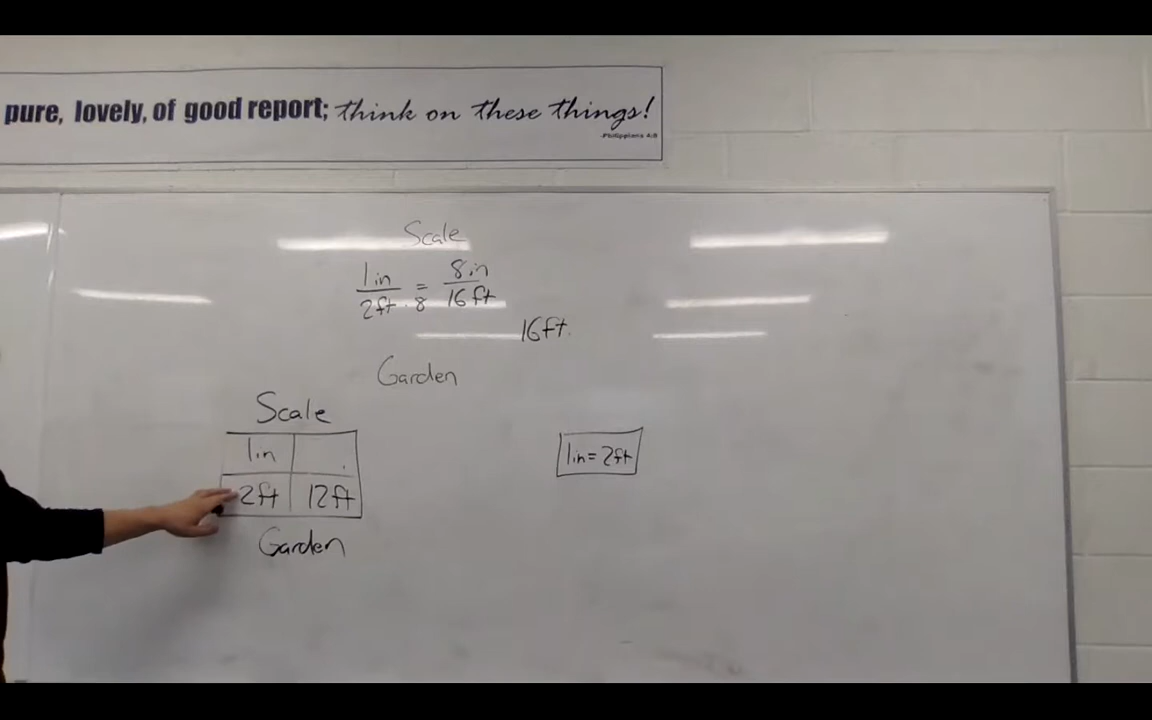 pure, lovely, of good report; think on these things!
-Philippians 4:8
Scale
1in/2ft · 8/8 = 8in/16ft
16ft.
Garden
Scale
1in
2ft 12ft
Garden
1in = 2ft